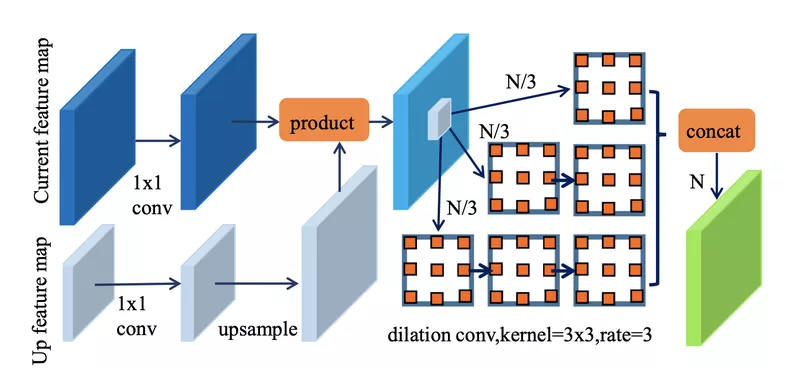 Current feature map
1x1
conv
product
N/3
N/3
N/3
concat
N
Up feature map
1x1
conv
upsample
dilation conv,kernel=3x3,rate=3